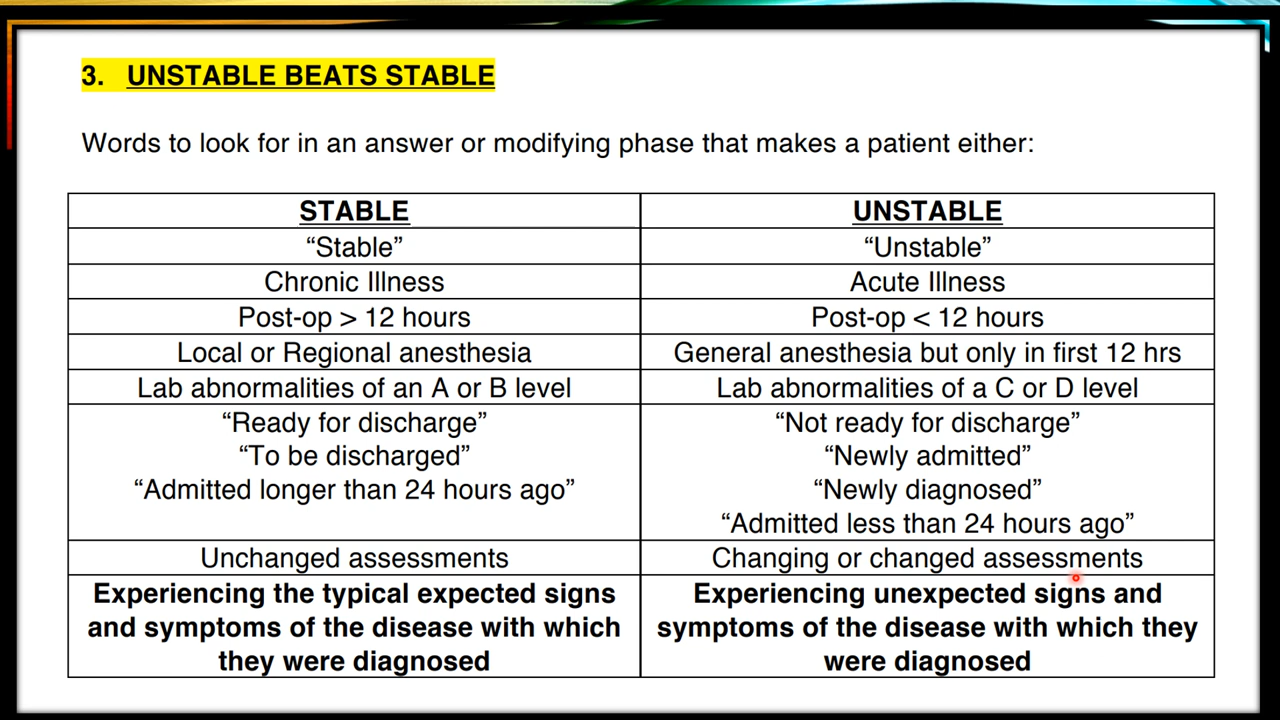 3. UNSTABLE BEATS STABLE
Words to look for in an answer or modifying phase that makes a patient either:
STABLE
UNSTABLE
“Stable”
“Unstable”
Chronic Illness
Acute Illness
Post-op > 12 hours
Post-op < 12 hours
Local or Regional anesthesia
General anesthesia but only in first 12 hrs
Lab abnormalities of an A or B level
Lab abnormalities of a C or D level
“Ready for discharge”
“To be discharged”
“Admitted longer than 24 hours ago”
“Not ready for discharge”
“Newly admitted”
“Newly diagnosed”
“Admitted less than 24 hours ago”
Unchanged assessments
Changing or changed assessments
Experiencing the typical expected signs
and symptoms of the disease with which
they were diagnosed
Experiencing unexpected signs and
symptoms of the disease with which they
were diagnosed